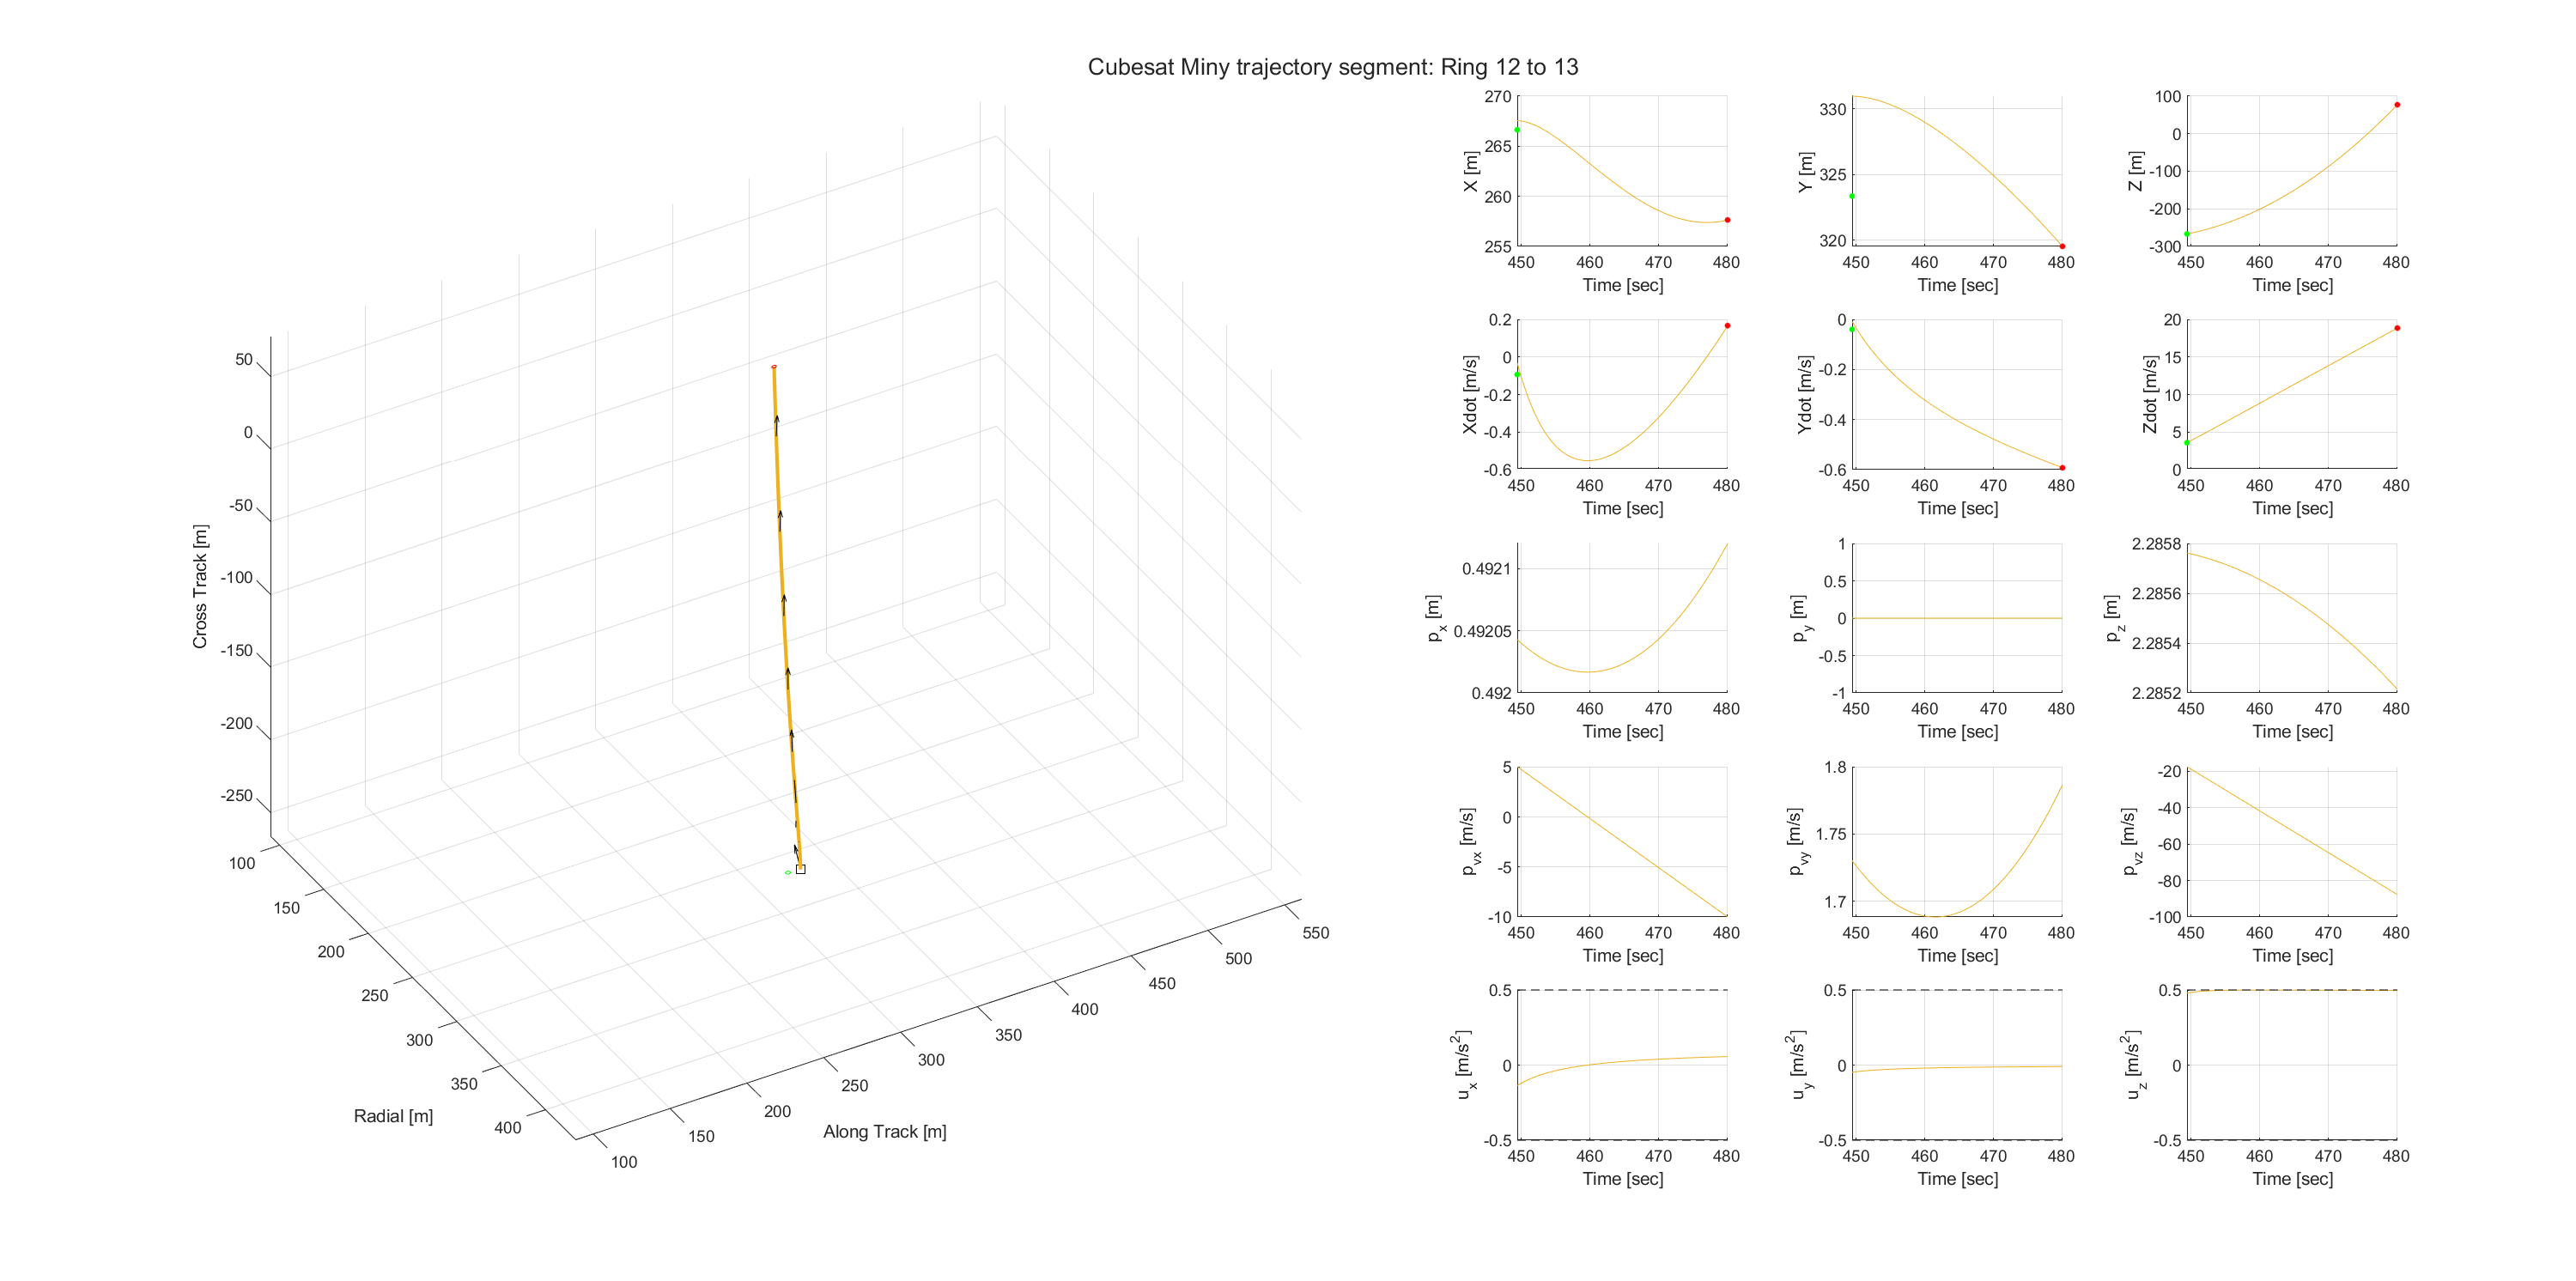 Cubesat Miny trajectory segment: Ring 12 to 13
50
0
-50
-100
-150
-200
-250
Cross Track [m]
100
150
200
250
300
350
400
Radial [m]
100
150
200
250
300
350
400
450
500
550
Along Track [m]
270
265
260
255
X [m]
450 460 470 480
Time [sec]
330
325
320
Y [m]
450 460 470 480
Time [sec]
100
0
-100
-200
-300
Z [m]
450 460 470 480
Time [sec]
0.2
0
-0.2
-0.4
-0.6
Xdot [m/s]
450 460 470 480
Time [sec]
0
-0.2
-0.4
-0.6
Ydot [m/s]
450 460 470 480
Time [sec]
20
15
10
5
0
Zdot [m/s]
450 460 470 480
Time [sec]
0.4921
0.49205
0.492
p_x [m]
450 460 470 480
Time [sec]
1
0.5
0
-0.5
-1
p_y [m]
450 460 470 480
Time [sec]
2.2858
2.2856
2.2854
2.2852
p_z [m]
450 460 470 480
Time [sec]
5
0
-5
-10
p_vx [m/s]
450 460 470 480
Time [sec]
1.8
1.75
1.7
p_vy [m/s]
450 460 470 480
Time [sec]
-20
-40
-60
-80
-100
p_vz [m/s]
450 460 470 480
Time [sec]
0.5
0
-0.5
u_x [m/s^2]
450 460 470 480
Time [sec]
0.5
0
-0.5
u_y [m/s^2]
450 460 470 480
Time [sec]
0.5
0
-0.5
u_z [m/s^2]
450 460 470 480
Time [sec]